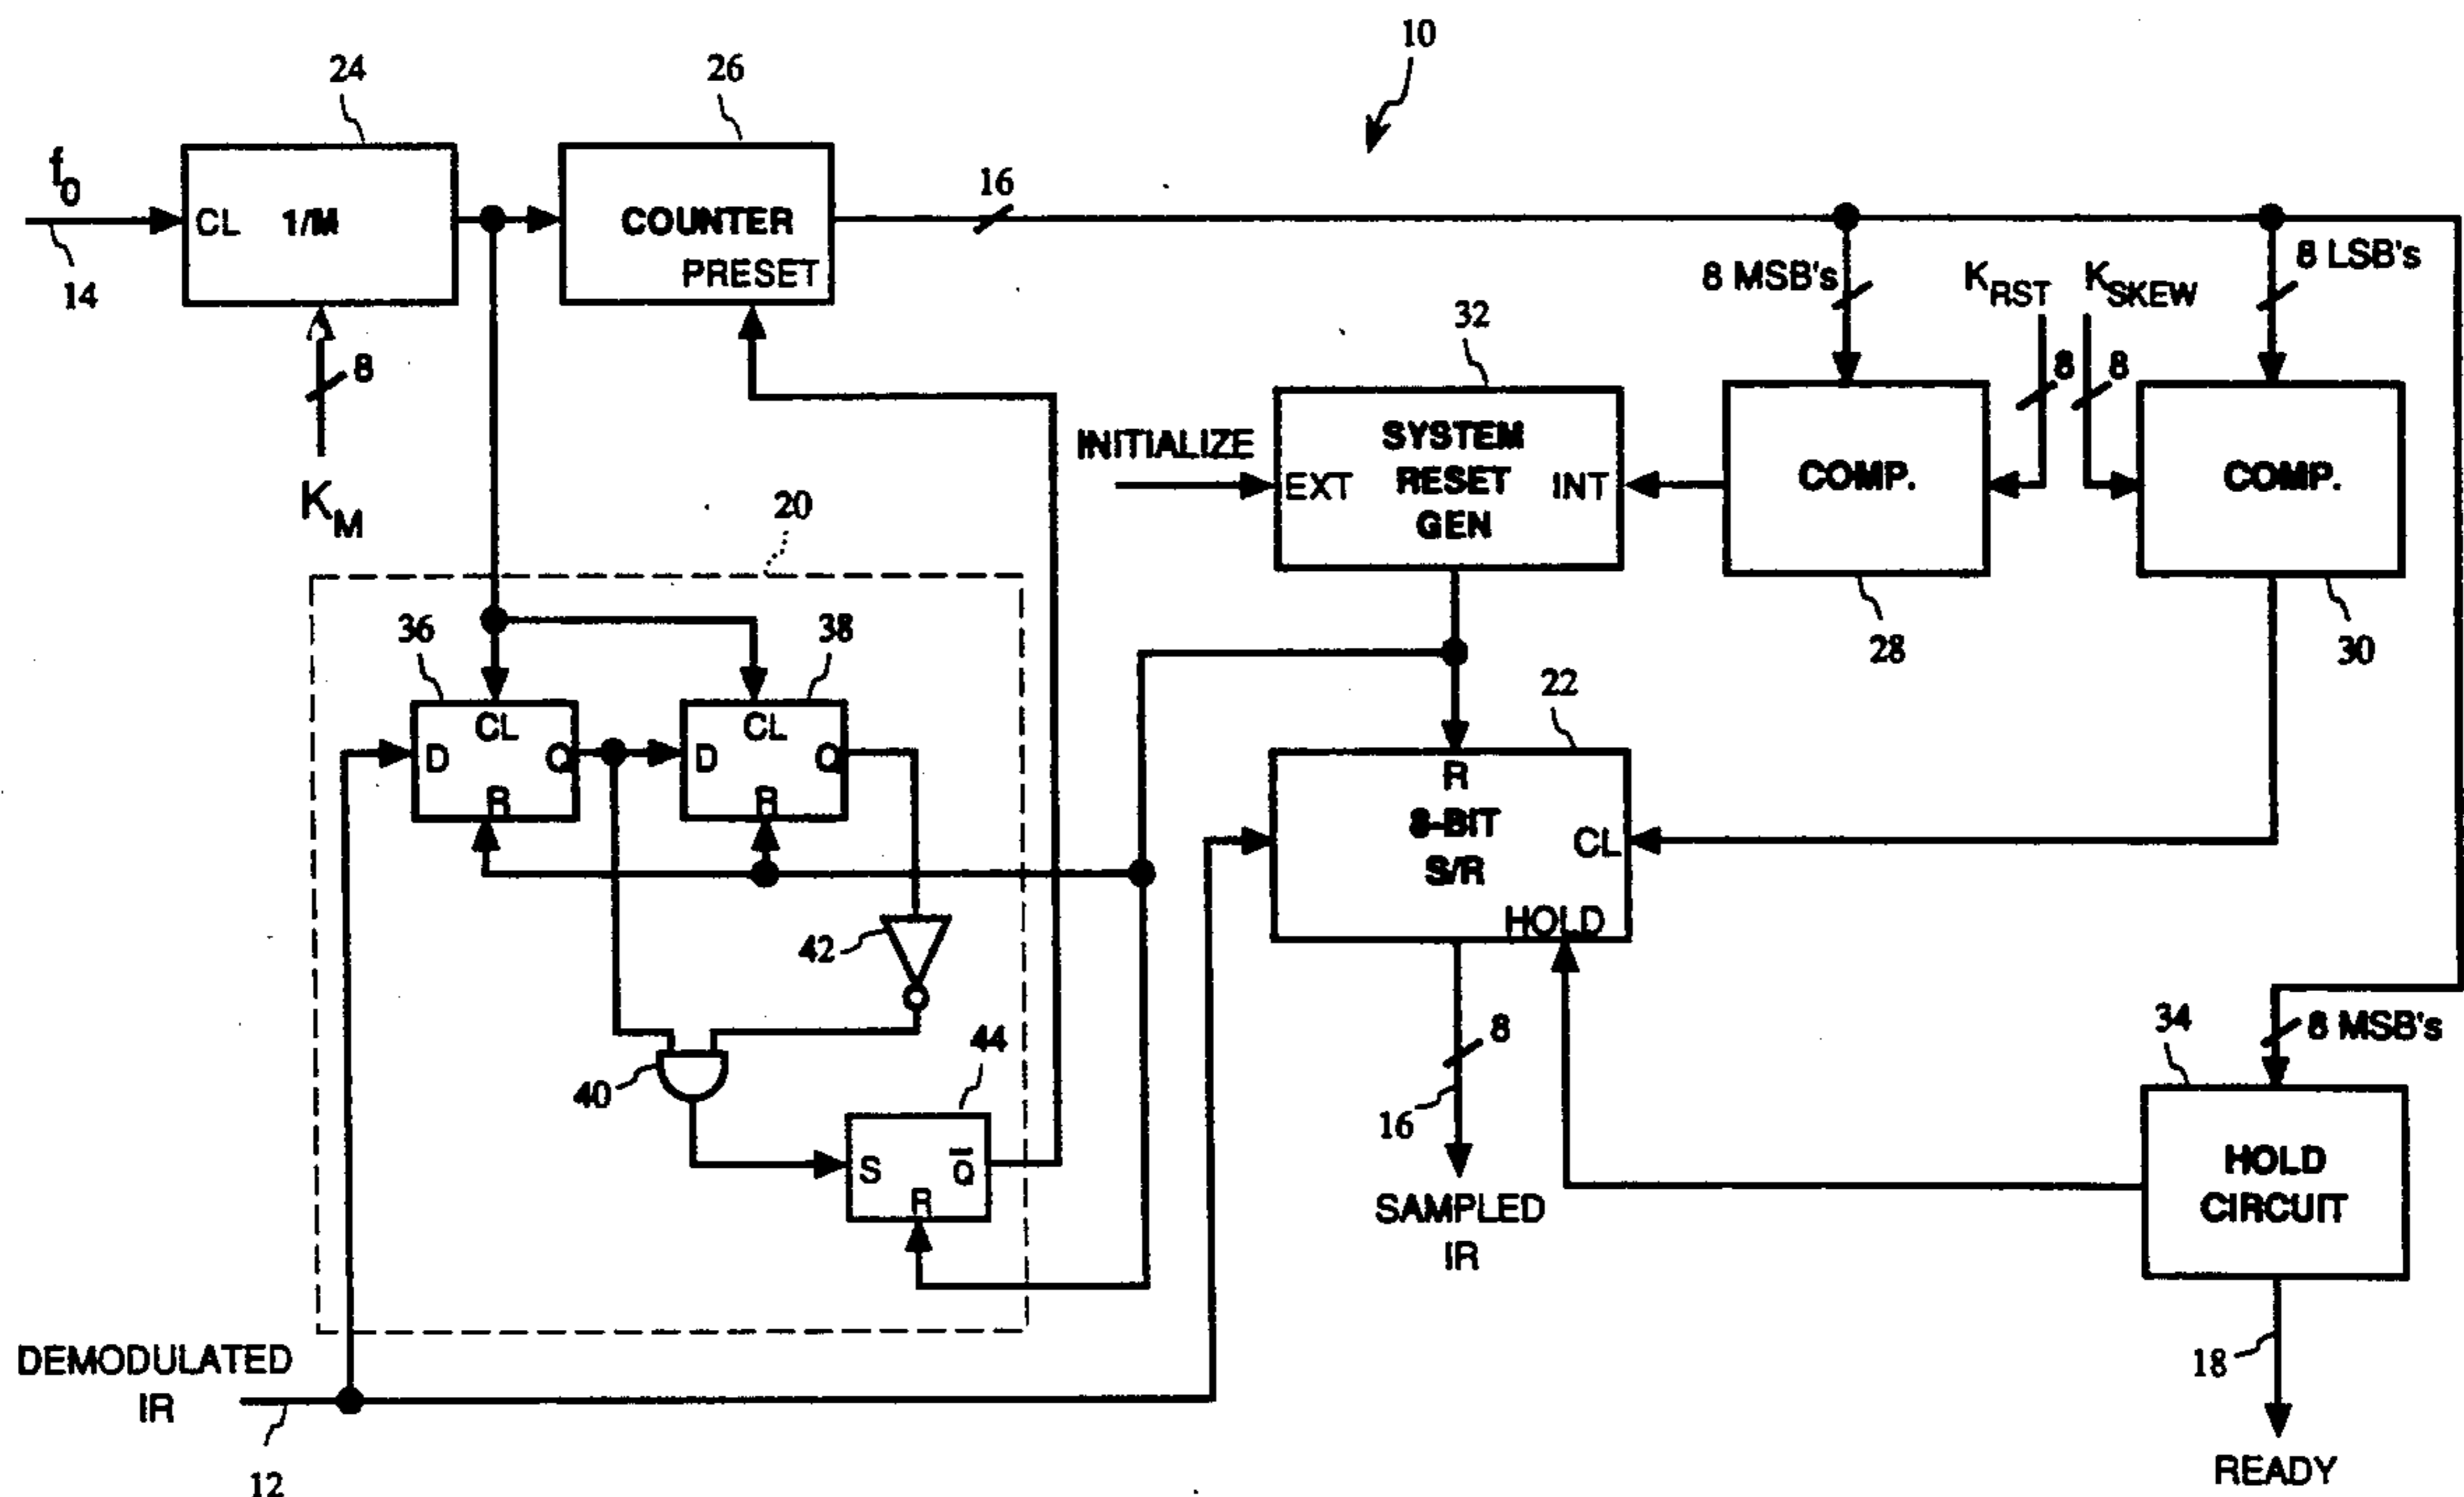 10
24
26
f0
CL 1/M
COUNTER
PRESET
16
14
8 MSB's
KRST
KSKEW
8 LSB's
8
KM
32
8
8
INITIALIZE
EXT
SYSTEM
RESET
GEN
INT
COMP.
COMP.
20
28
30
36
38
22
CL
D
Q
R
CL
D
Q
R
R
8-BIT
S/R
CL
HOLD
42
40
44
S
Q
R
8
16
SAMPLED
IR
34
8 MSB's
HOLD
CIRCUIT
18
READY
DEMODULATED
IR
12